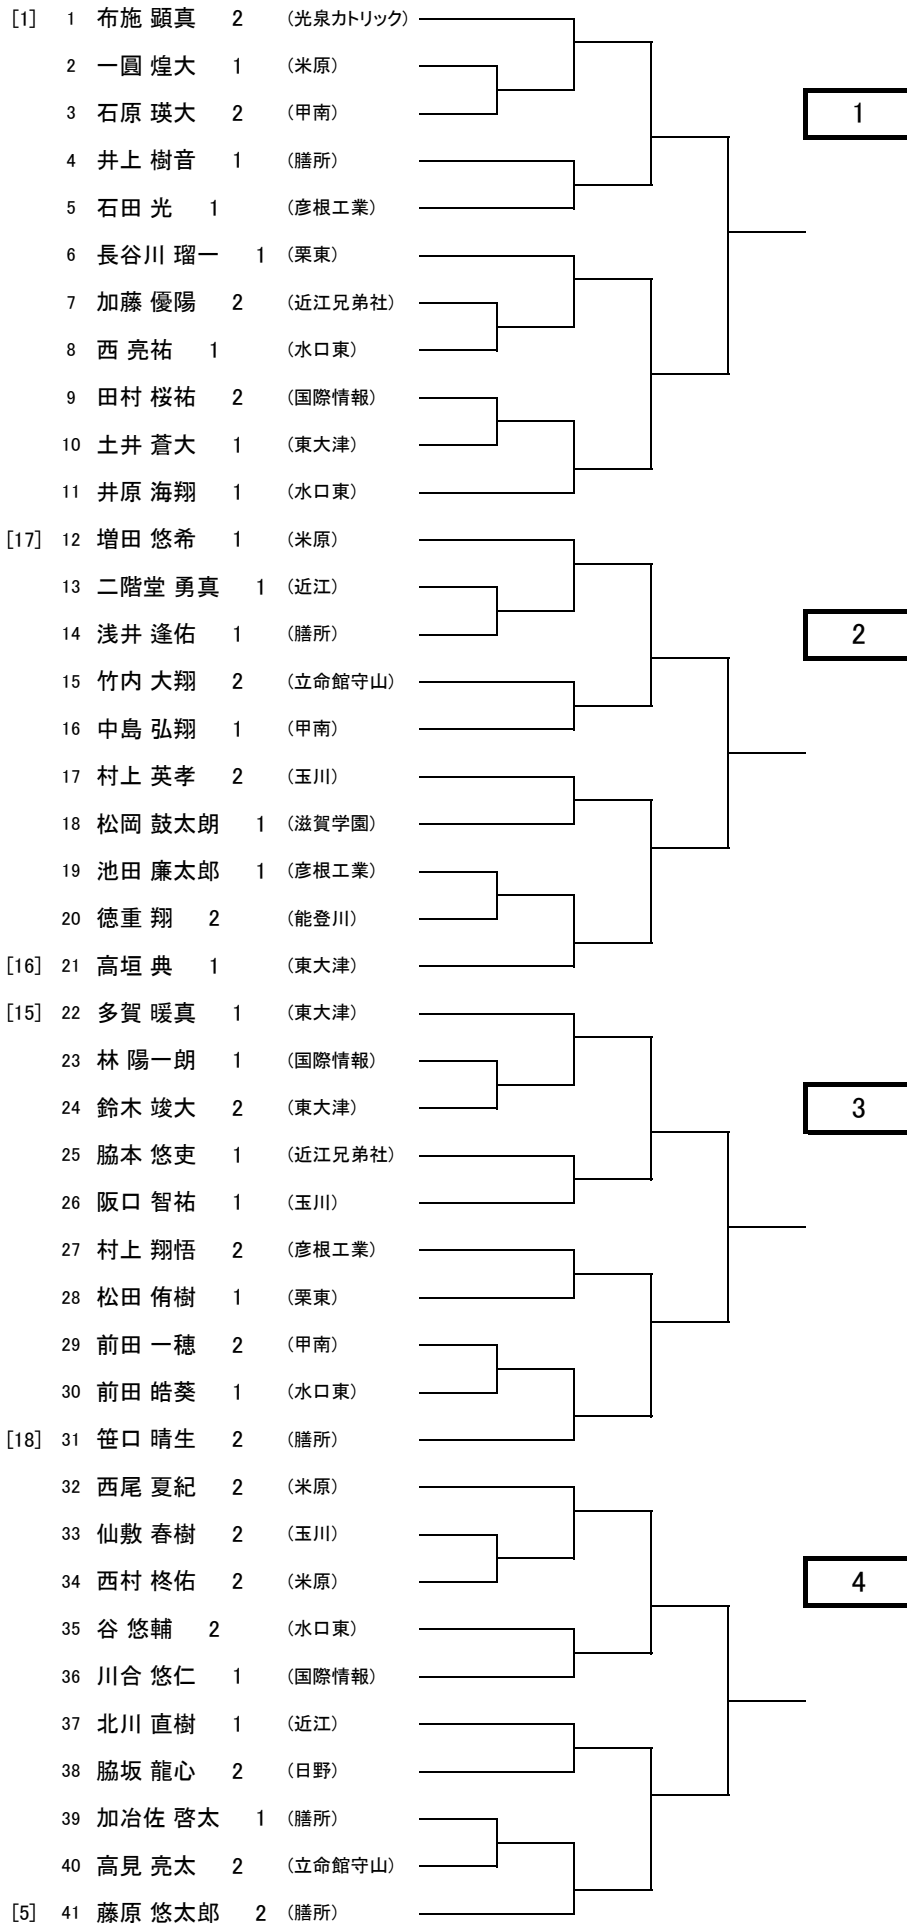 [1] 1 布施 顕真 2 (光泉カトリック)
2 一圓 煌大 1 (米原)
3 石原 瑛大 2 (甲南)
1
4 井上 樹音 1 (膳所)
5 石田 光 1 (彦根工業)
6 長谷川 瑠一 1 (栗東)
7 加藤 優陽 2 (近江兄弟社)
8 西 亮祐 1 (水口東)
9 田村 桜祐 2 (国際情報)
10 土井 蒼大 1 (東大津)
11 井原 海翔 1 (水口東)
[17] 12 増田 悠希 1 (米原)
13 二階堂 勇真 1 (近江)
14 浅井 逢佑 1 (膳所)
2
15 竹内 大翔 2 (立命館守山)
16 中島 弘翔 1 (甲南)
17 村上 英孝 2 (玉川)
18 松岡 鼓太朗 1 (滋賀学園)
19 池田 廉太郎 1 (彦根工業)
20 徳重 翔 2 (能登川)
[16] 21 高垣 典 1 (東大津)
[15] 22 多賀 暖真 1 (東大津)
23 林 陽一朗 1 (国際情報)
24 鈴木 竣大 2 (東大津)
3
25 脇本 悠吏 1 (近江兄弟社)
26 阪口 智祐 1 (玉川)
27 村上 翔悟 2 (彦根工業)
28 松田 侑樹 1 (栗東)
29 前田 一穂 2 (甲南)
30 前田 皓葵 1 (水口東)
[18] 31 笹口 晴生 2 (膳所)
32 西尾 夏紀 2 (米原)
33 仙敷 春樹 2 (玉川)
34 西村 柊佑 2 (米原)
4
35 谷 悠輔 2 (水口東)
36 川合 悠仁 1 (国際情報)
37 北川 直樹 1 (近江)
38 脇坂 龍心 2 (日野)
39 加冶佐 啓太 1 (膳所)
40 高見 亮太 2 (立命館守山)
[5] 41 藤原 悠太郎 2 (膳所)